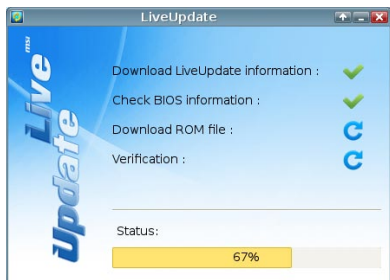 LiveUpdate
msi
Live
Update
Download LiveUpdate information :
Check BIOS information :
Download ROM file :
Verification :
Status:
67%